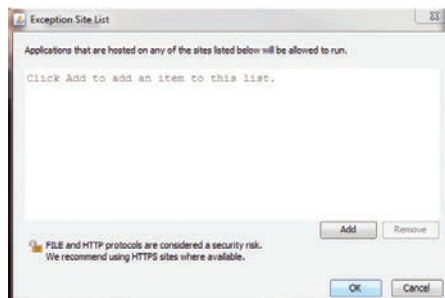 Exception Site List
Applications that are hosted on any of the sites listed below will be allowed to run.
Click Add to add an item to this list.
Add
Remove
FILE and HTTP protocols are considered a security risk.
We recommend using HTTPS sites where available.
OK
Cancel